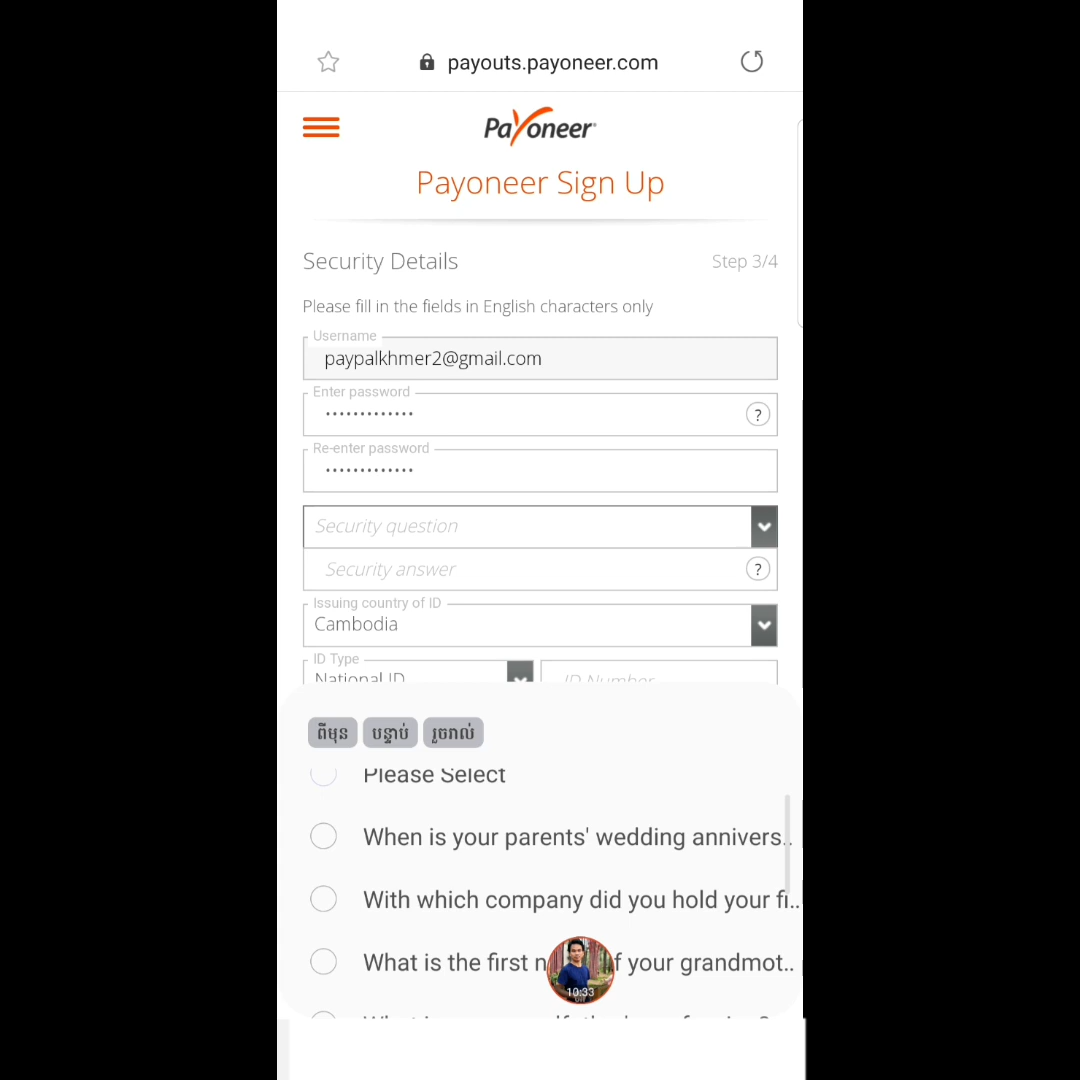 payouts.payoneer.com
Payoneer
Payoneer Sign Up
Security Details
Step 3/4
Please fill in the fields in English characters only
Username
paypalkhmer2@gmail.com
Enter password
•••••••••••••
?
Re-enter password
•••••••••••••
Security question
Security answer
?
Issuing country of ID
Cambodia
ID Type
National ID
ID Number
ពីមុន
បន្ទាប់
រួចរាល់
Please Select
When is your parents' wedding annivers..
With which company did you hold your fi..
What is the first n f your grandmot..
10:33